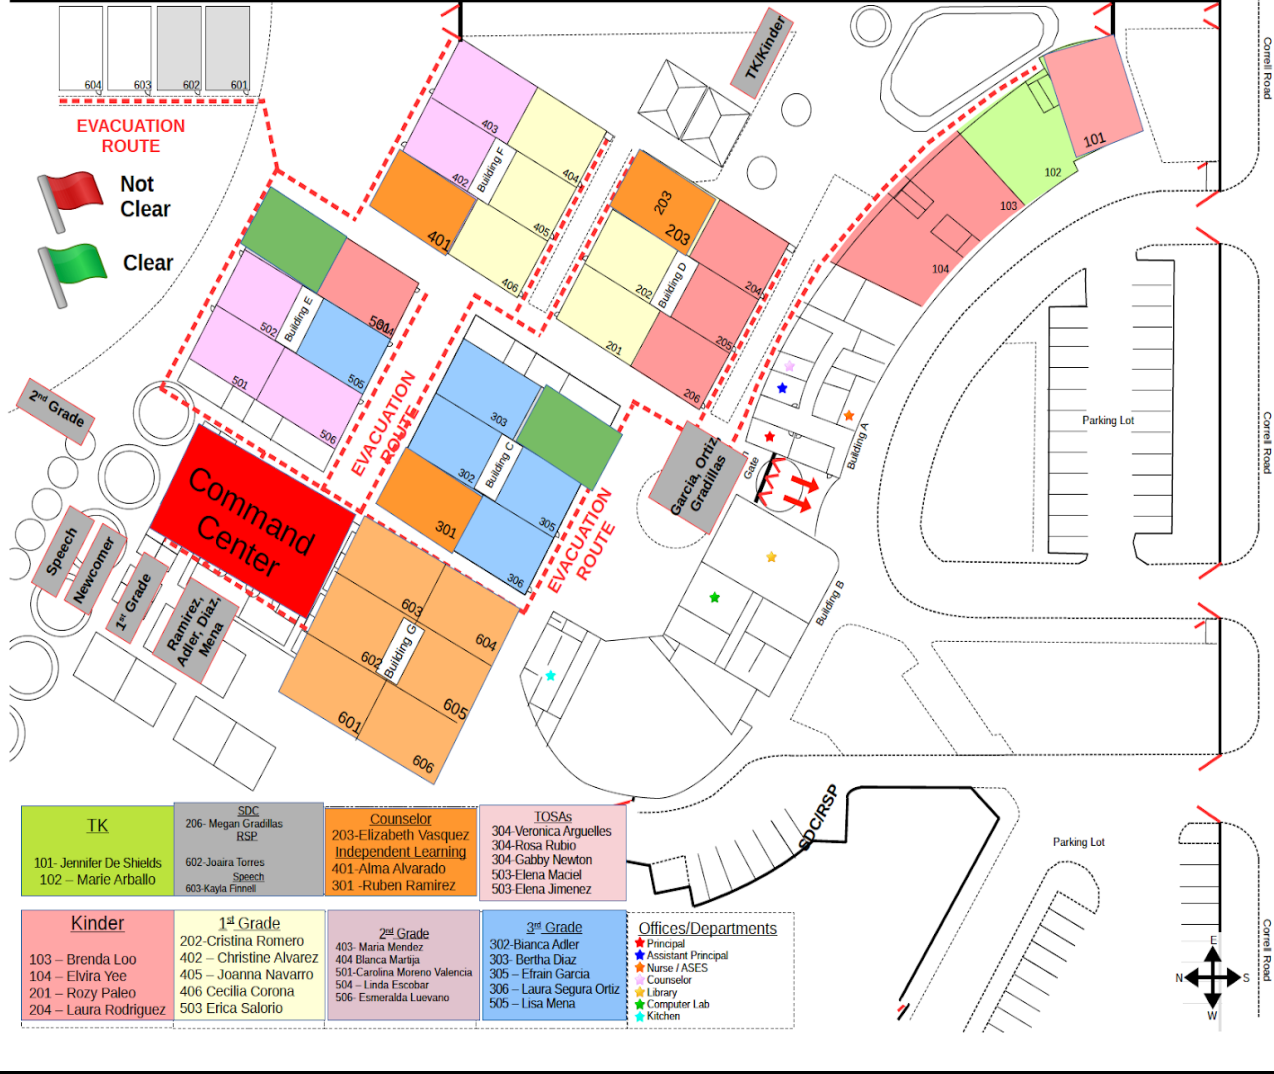 604
603
602
601
EVACUATION
ROUTE
Not
Clear
Clear
TK/Kinder
Correll Road
403
402
Building F
404
405
406
401
203
203
202
Building D
204
205
201
206
101
102
103
104
502
Building E
505
501
506
EVACUATION
ROUTE
303
302
Building C
305
301
306
EVACUATION
ROUTE
2nd Grade
Command
Center
Garcia, Ortiz,
Gradillas
Gate
Building A
Parking Lot
Correll Road
Speech
Newcomer
1st Grade
Ramirez,
Adler, Diaz,
Mena
603
604
602
Building G
605
601
606
Building B
SDC/RSP
Parking Lot
Correll Road
E
N
S
W
TK
101- Jennifer De Shields
102 – Marie Arballo
SDC
206- Megan Gradillas
RSP
602-Joaira Torres
Speech
603-Kayla Finnell
Counselor
203-Elizabeth Vasquez
Independent Learning
401-Alma Alvarado
301 -Ruben Ramirez
TOSAs
304-Veronica Arguelles
304-Rosa Rubio
304-Gabby Newton
503-Elena Maciel
503-Elena Jimenez
Kinder
103 – Brenda Loo
104 – Elvira Yee
201 – Rozy Paleo
204 – Laura Rodriguez
1st Grade
202-Cristina Romero
402 – Christine Alvarez
405 – Joanna Navarro
406 Cecilia Corona
503 Erica Salorio
2nd Grade
403- Maria Mendez
404 Blanca Martija
501-Carolina Moreno Valencia
504 – Linda Escobar
506- Esmeralda Luevano
3rd Grade
302-Bianca Adler
303- Bertha Diaz
305 – Efrain Garcia
306 – Laura Segura Ortiz
505 – Lisa Mena
Offices/Departments
Principal
Assistant Principal
Nurse / ASES
Counselor
Library
Computer Lab
Kitchen